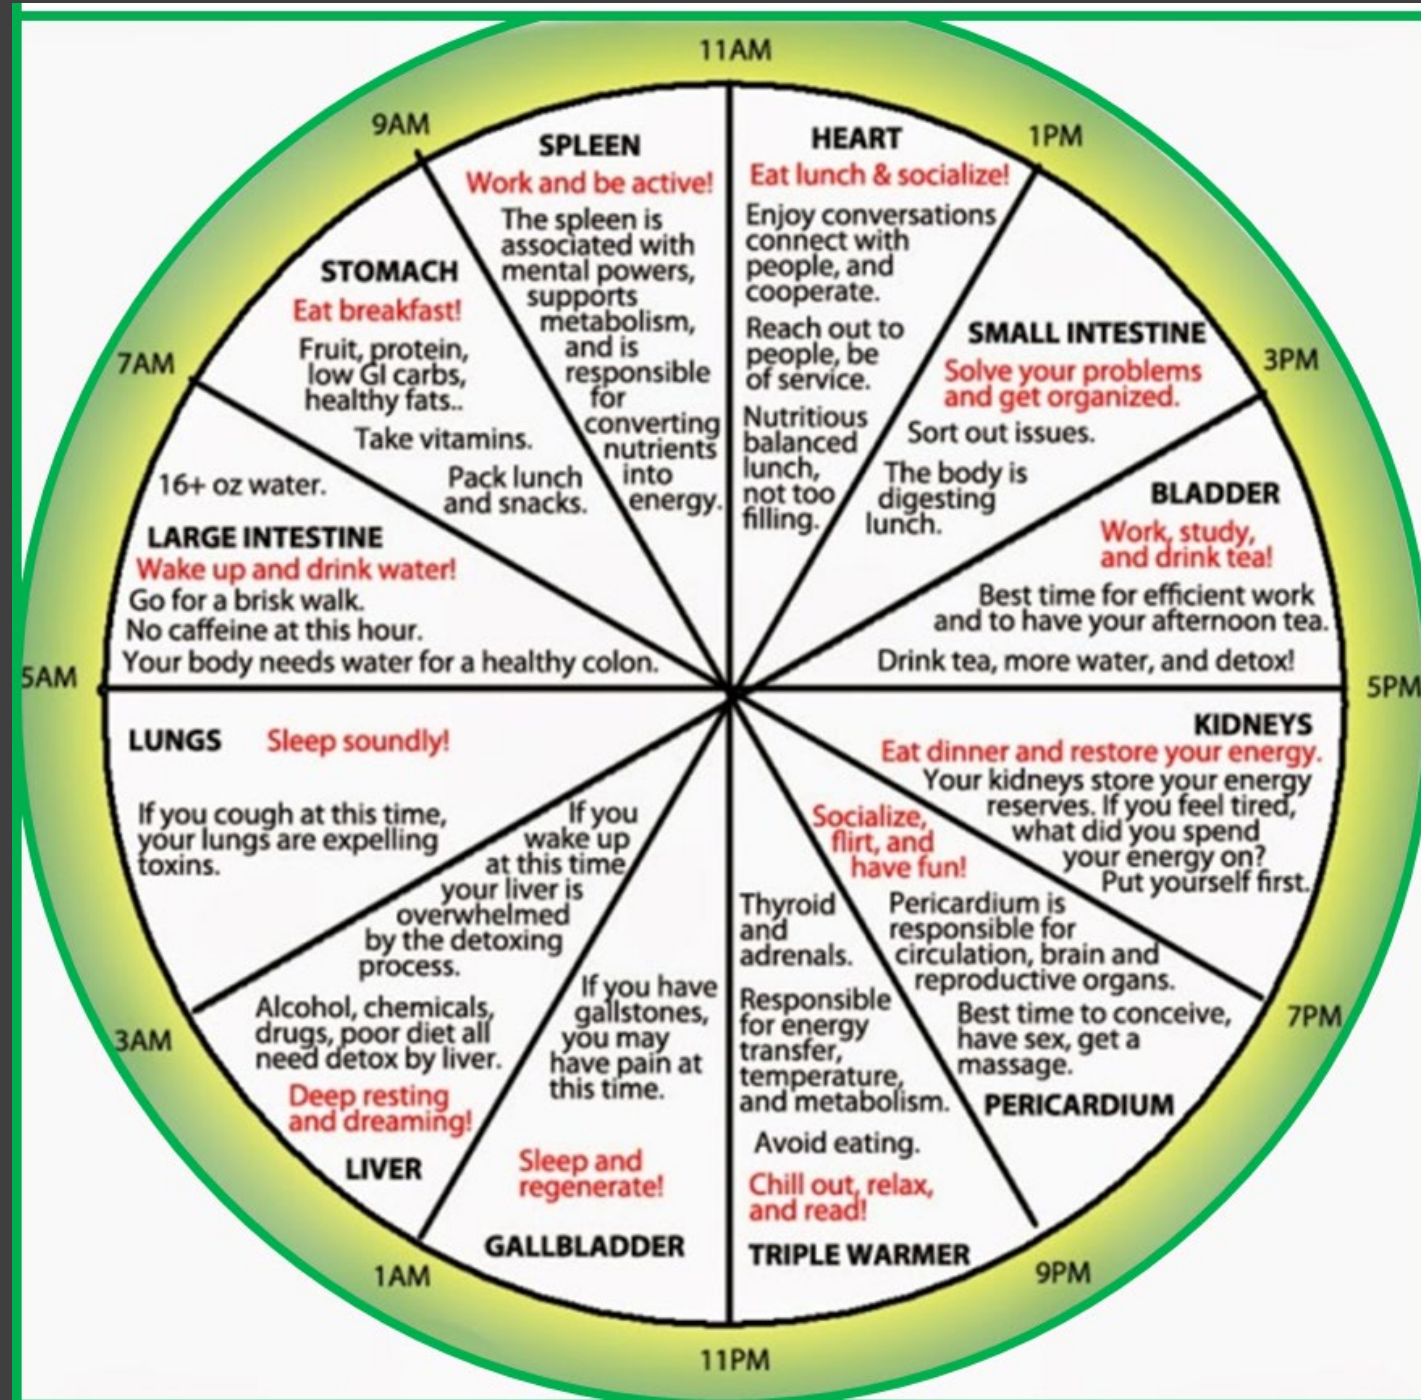 11AM
SPLEEN
Work and be active!
The spleen is
associated with
mental powers,
supports
metabolism,
and is
responsible
for
converting
nutrients
into
energy.
HEART
Eat lunch & socialize!
Enjoy conversations
connect with
people, and
cooperate.
Reach out to
people, be
of service.
Nutritious
balanced
lunch,
not too
filling.
1PM
SMALL INTESTINE
Solve your problems
and get organized.
Sort out issues.
The body is
digesting
lunch.
3PM
BLADDER
Work, study,
and drink tea!
Best time for efficient work
and to have your afternoon tea.
Drink tea, more water, and detox!
5PM
KIDNEYS
Eat dinner and restore your energy.
Your kidneys store your energy
reserves. If you feel tired,
what did you spend
your energy on?
Put yourself first.
7PM
Socialize,
flirt, and
have fun!
Pericardium is
responsible for
circulation, brain and
reproductive organs.
Best time to conceive,
have sex, get a
massage.
PERICARDIUM
9PM
Thyroid
and
adrenals.
Responsible
for energy
transfer,
temperature,
and metabolism.
Avoid eating.
Chill out, relax,
and read!
TRIPLE WARMER
11PM
If you have
gallstones,
you may
have pain at
this time.
Sleep and
regenerate!
GALLBLADDER
1AM
If you
wake up
at this time
your liver is
overwhelmed
by the detoxing
process.
Alcohol, chemicals,
drugs, poor diet all
need detox by liver.
Deep resting
and dreaming!
LIVER
3AM
LUNGS Sleep soundly!
If you cough at this time,
your lungs are expelling
toxins.
5AM
16+ oz water.
LARGE INTESTINE
Wake up and drink water!
Go for a brisk walk.
No caffeine at this hour.
Your body needs water for a healthy colon.
7AM
STOMACH
Eat breakfast!
Fruit, protein,
low GI carbs,
healthy fats..
Take vitamins.
Pack lunch
and snacks.
9AM